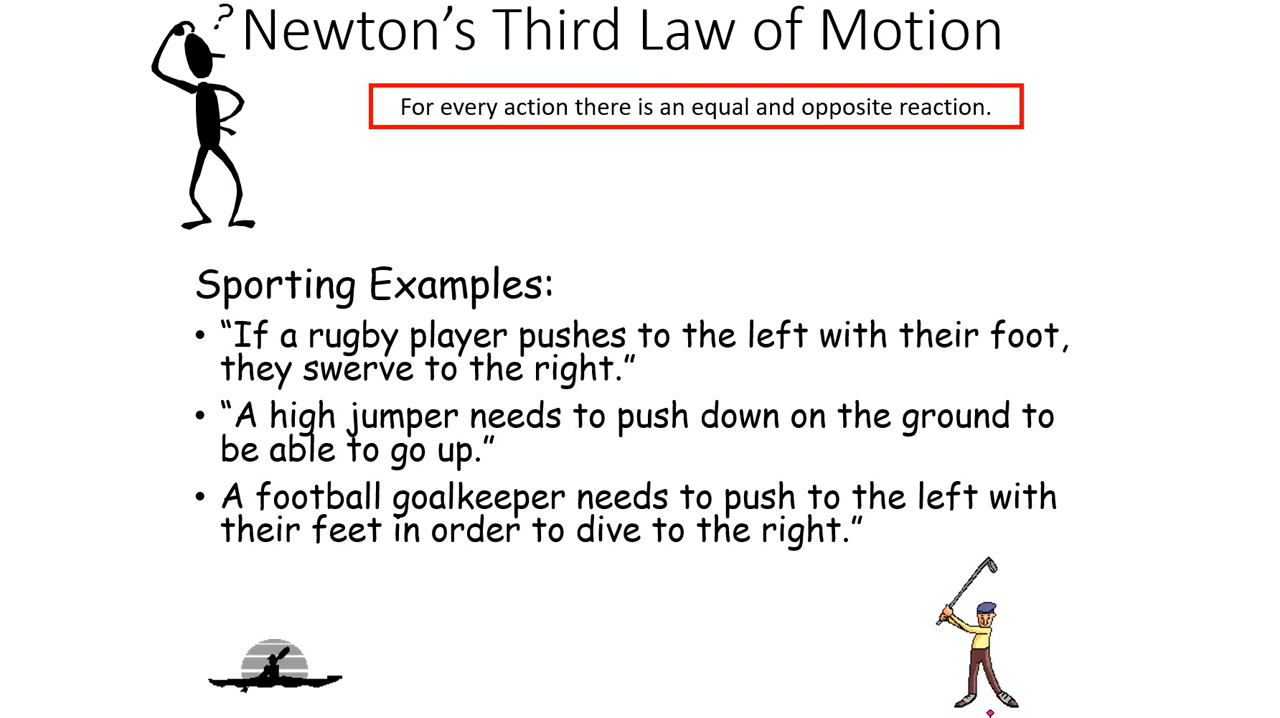 ?
Newton’s Third Law of Motion
For every action there is an equal and opposite reaction.
Sporting Examples:
• “If a rugby player pushes to the left with their foot,
they swerve to the right.”
• “A high jumper needs to push down on the ground to
be able to go up.”
• A football goalkeeper needs to push to the left with
their feet in order to dive to the right.”